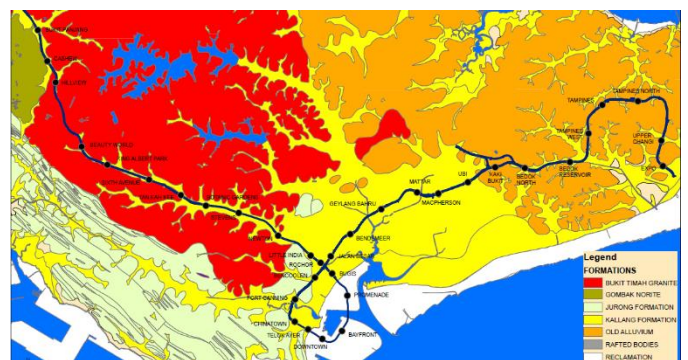 TAMPINES NORTH
TAMPINES
CASHEW
HILLVIEW
TAMPINES WEST
UPPER CHANGI
BEAUTY WORLD
KING ALBERT PARK
BEDOK RESERVOIR
EXPO
SIXTH AVENUE
MATTAR
UBI
KAKI BUKIT
BEDOK NORTH
MACPHERSON
GEYLANG BAHRU
STEVENS
BENDEMEER
LITTLE INDIA
ROCHOR
JALAN BESAR
BUGIS
FORT CANNING
PROMENADE
CHINATOWN
TELOK AYER
BAYFRONT
DOWNTOWN
Legend
FORMATIONS
BUKIT TIMAH GRANITE
GOMBAK NORITE
JURONG FORMATION
KALLANG FORMATION
OLD ALLUVIUM
RAFTED BODIES
RECLAMATION